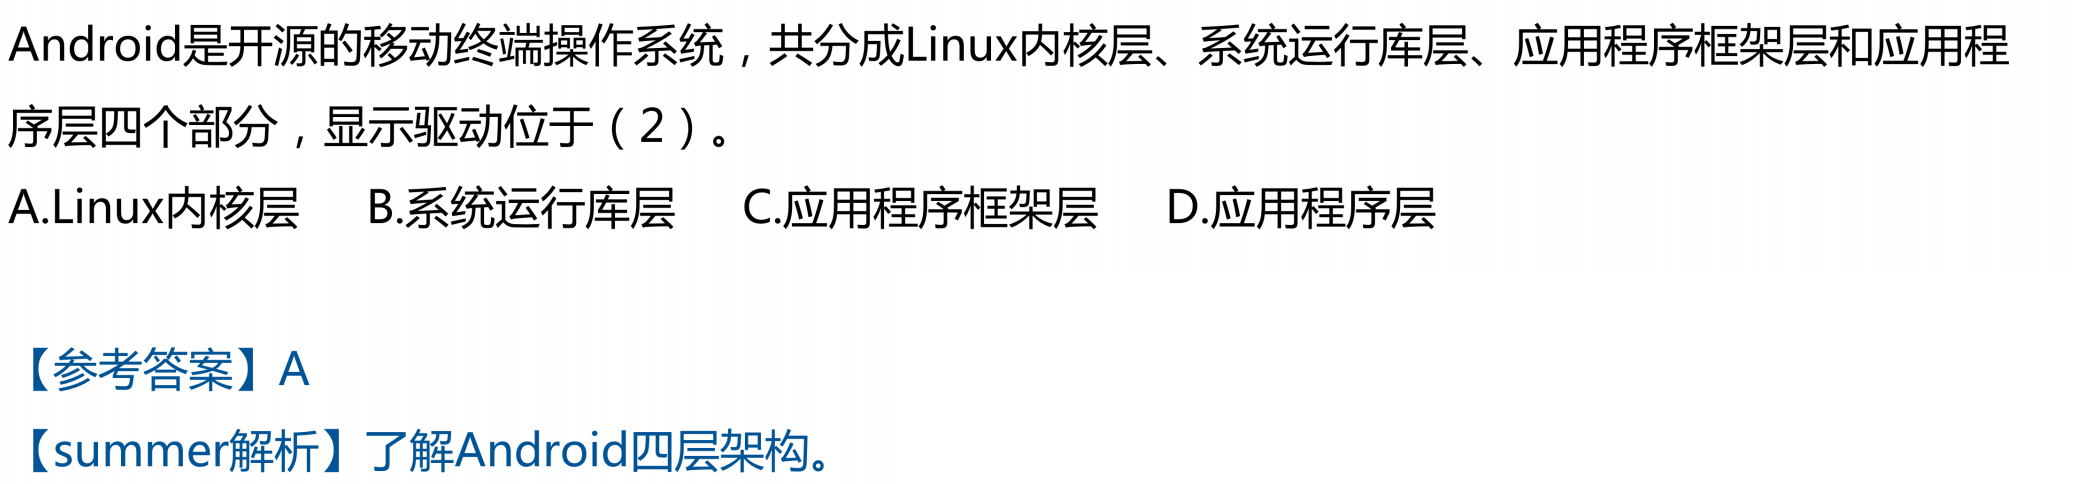 Android是开源的移动终端操作系统，共分成Linux内核层、系统运行库层、应用程序框架层和应用程
序层四个部分，显示驱动位于（2）。
A.Linux内核层 B.系统运行库层 C.应用程序框架层 D.应用程序层
【参考答案】A
【summer解析】了解Android四层架构。